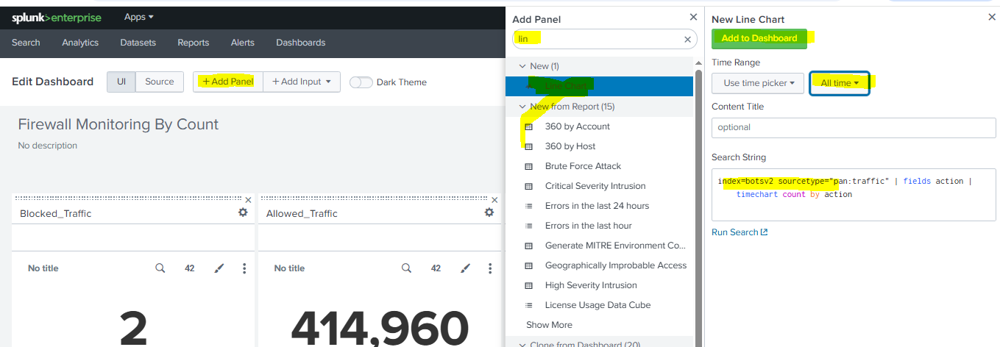 splunk>enterprise
Apps
Search
Analytics
Datasets
Reports
Alerts
Dashboards
Edit Dashboard
UI
Source
+ Add Panel
+ Add Input
Dark Theme
Firewall Monitoring By Count
No description
Blocked_Traffic
No title
42
2
Allowed_Traffic
No title
42
414,960
Add Panel
lin
New (1)
Line Chart
New from Report (15)
360 by Account
360 by Host
Brute Force Attack
Critical Severity Intrusion
Errors in the last 24 hours
Errors in the last hour
Generate MITRE Environment Co...
Geographically Improbable Access
High Severity Intrusion
License Usage Data Cube
Show More
Clone from Dashboard (20)
New Line Chart
Add to Dashboard
Time Range
Use time picker
All time
Content Title
optional
Search String
index=botsv2 sourcetype="pan:traffic" | fields action |
timechart count by action
Run Search